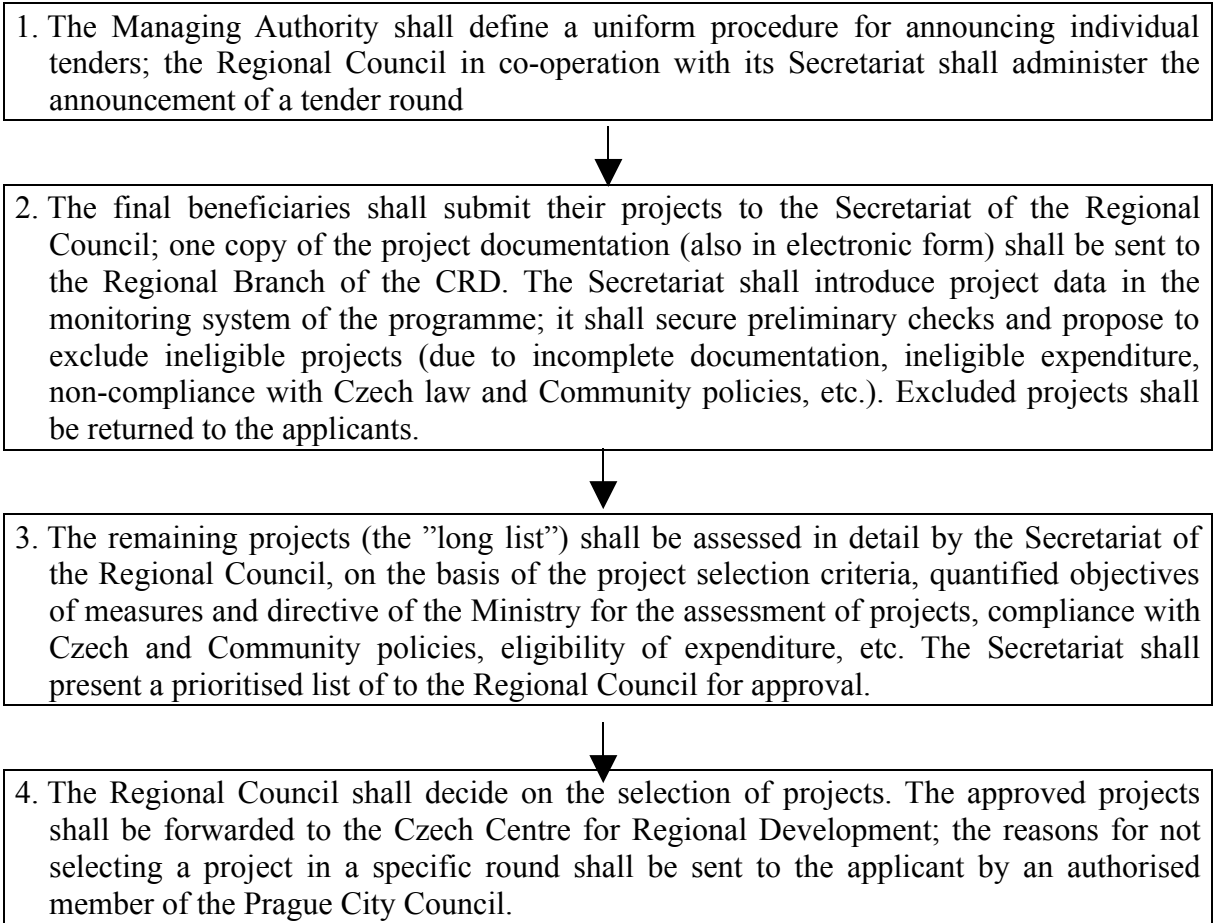 1. The Managing Authority shall define a uniform procedure for announcing individual
tenders; the Regional Council in co-operation with its Secretariat shall administer the
announcement of a tender round
2. The final beneficiaries shall submit their projects to the Secretariat of the Regional
Council; one copy of the project documentation (also in electronic form) shall be sent to
the Regional Branch of the CRD. The Secretariat shall introduce project data in the
monitoring system of the programme; it shall secure preliminary checks and propose to
exclude ineligible projects (due to incomplete documentation, ineligible expenditure,
non-compliance with Czech law and Community policies, etc.). Excluded projects shall
be returned to the applicants.
3. The remaining projects (the ”long list”) shall be assessed in detail by the Secretariat of
the Regional Council, on the basis of the project selection criteria, quantified objectives
of measures and directive of the Ministry for the assessment of projects, compliance with
Czech and Community policies, eligibility of expenditure, etc. The Secretariat shall
present a prioritised list of to the Regional Council for approval.
4. The Regional Council shall decide on the selection of projects. The approved projects
shall be forwarded to the Czech Centre for Regional Development; the reasons for not
selecting a project in a specific round shall be sent to the applicant by an authorised
member of the Prague City Council.